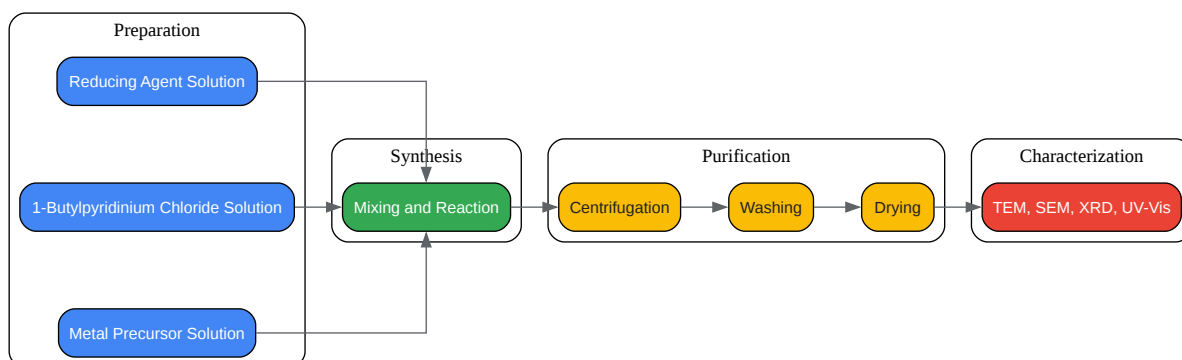 Preparation
Reducing Agent Solution
1-Butylpyridinium Chloride Solution
Metal Precursor Solution
Synthesis
Mixing and Reaction
Purification
Centrifugation
Washing
Drying
Characterization
TEM, SEM, XRD, UV-Vis